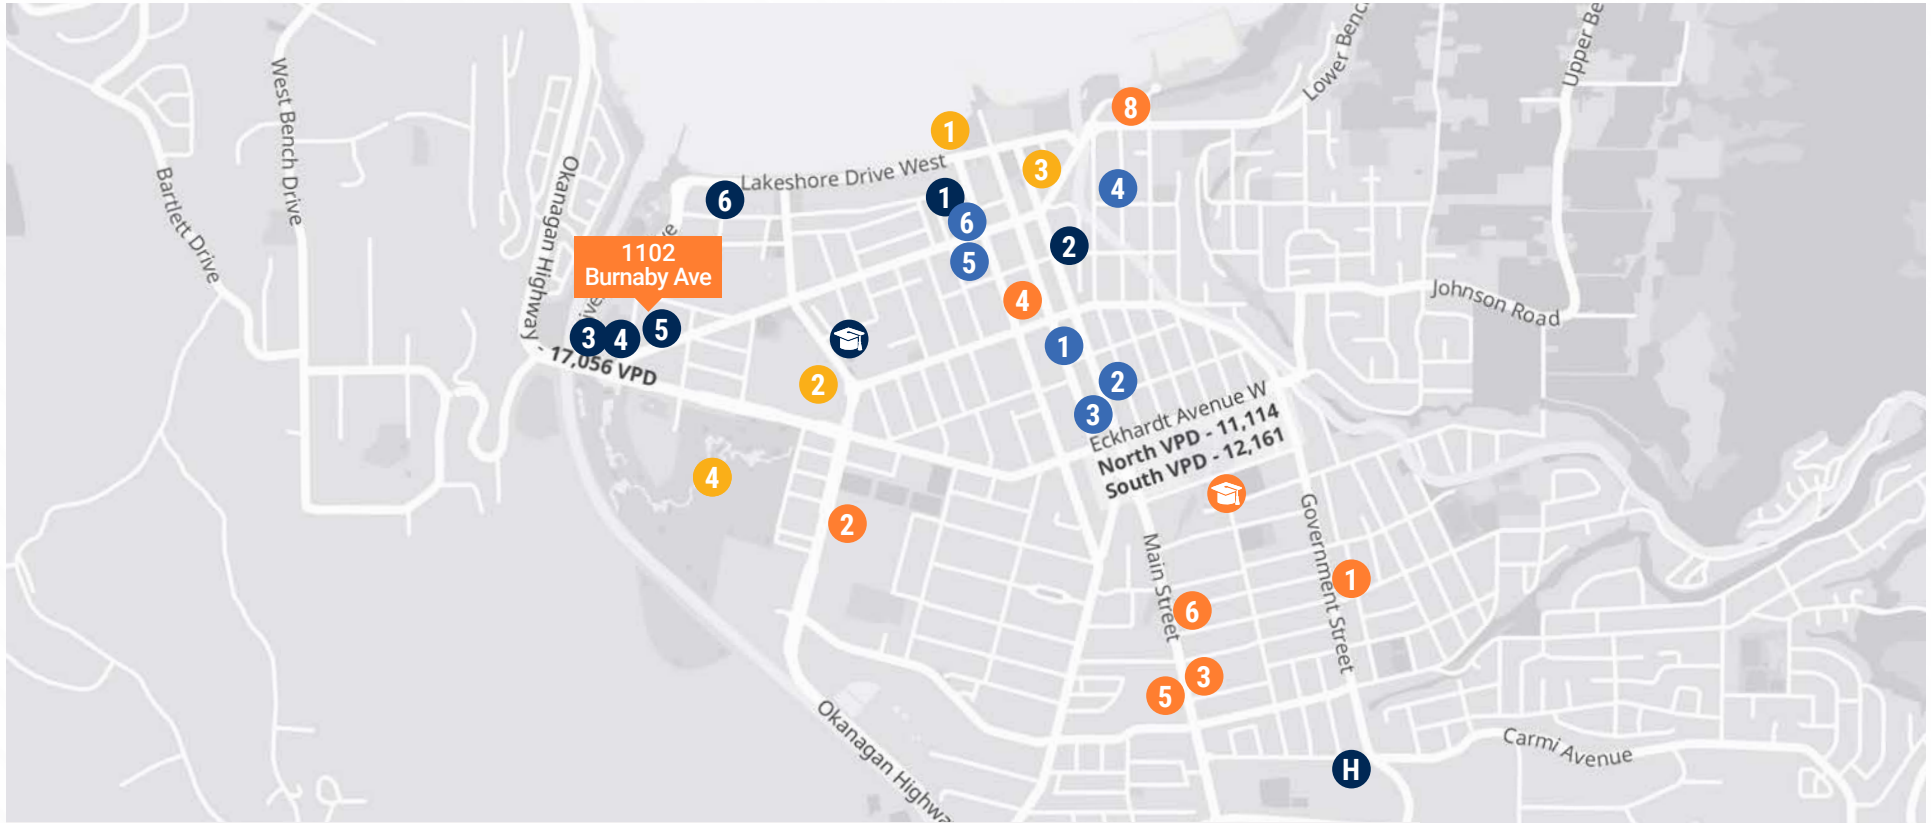 Lower Benc
Upper Be
West Bench Drive
Bartlett Drive
Okanagan Highway
Lakeshore Drive West
1
8
3
4
6
1
6
2
5
1102
Burnaby Ave
Johnson Road
4
3
4
5
1
- 17,056 VPD
2
2
3
Eckhardt Avenue W
North VPD - 11,114
South VPD - 12,161
4
2
Main Street
Government Street
1
6
3
5
Okanagan Highwa
Carmi Avenue
H